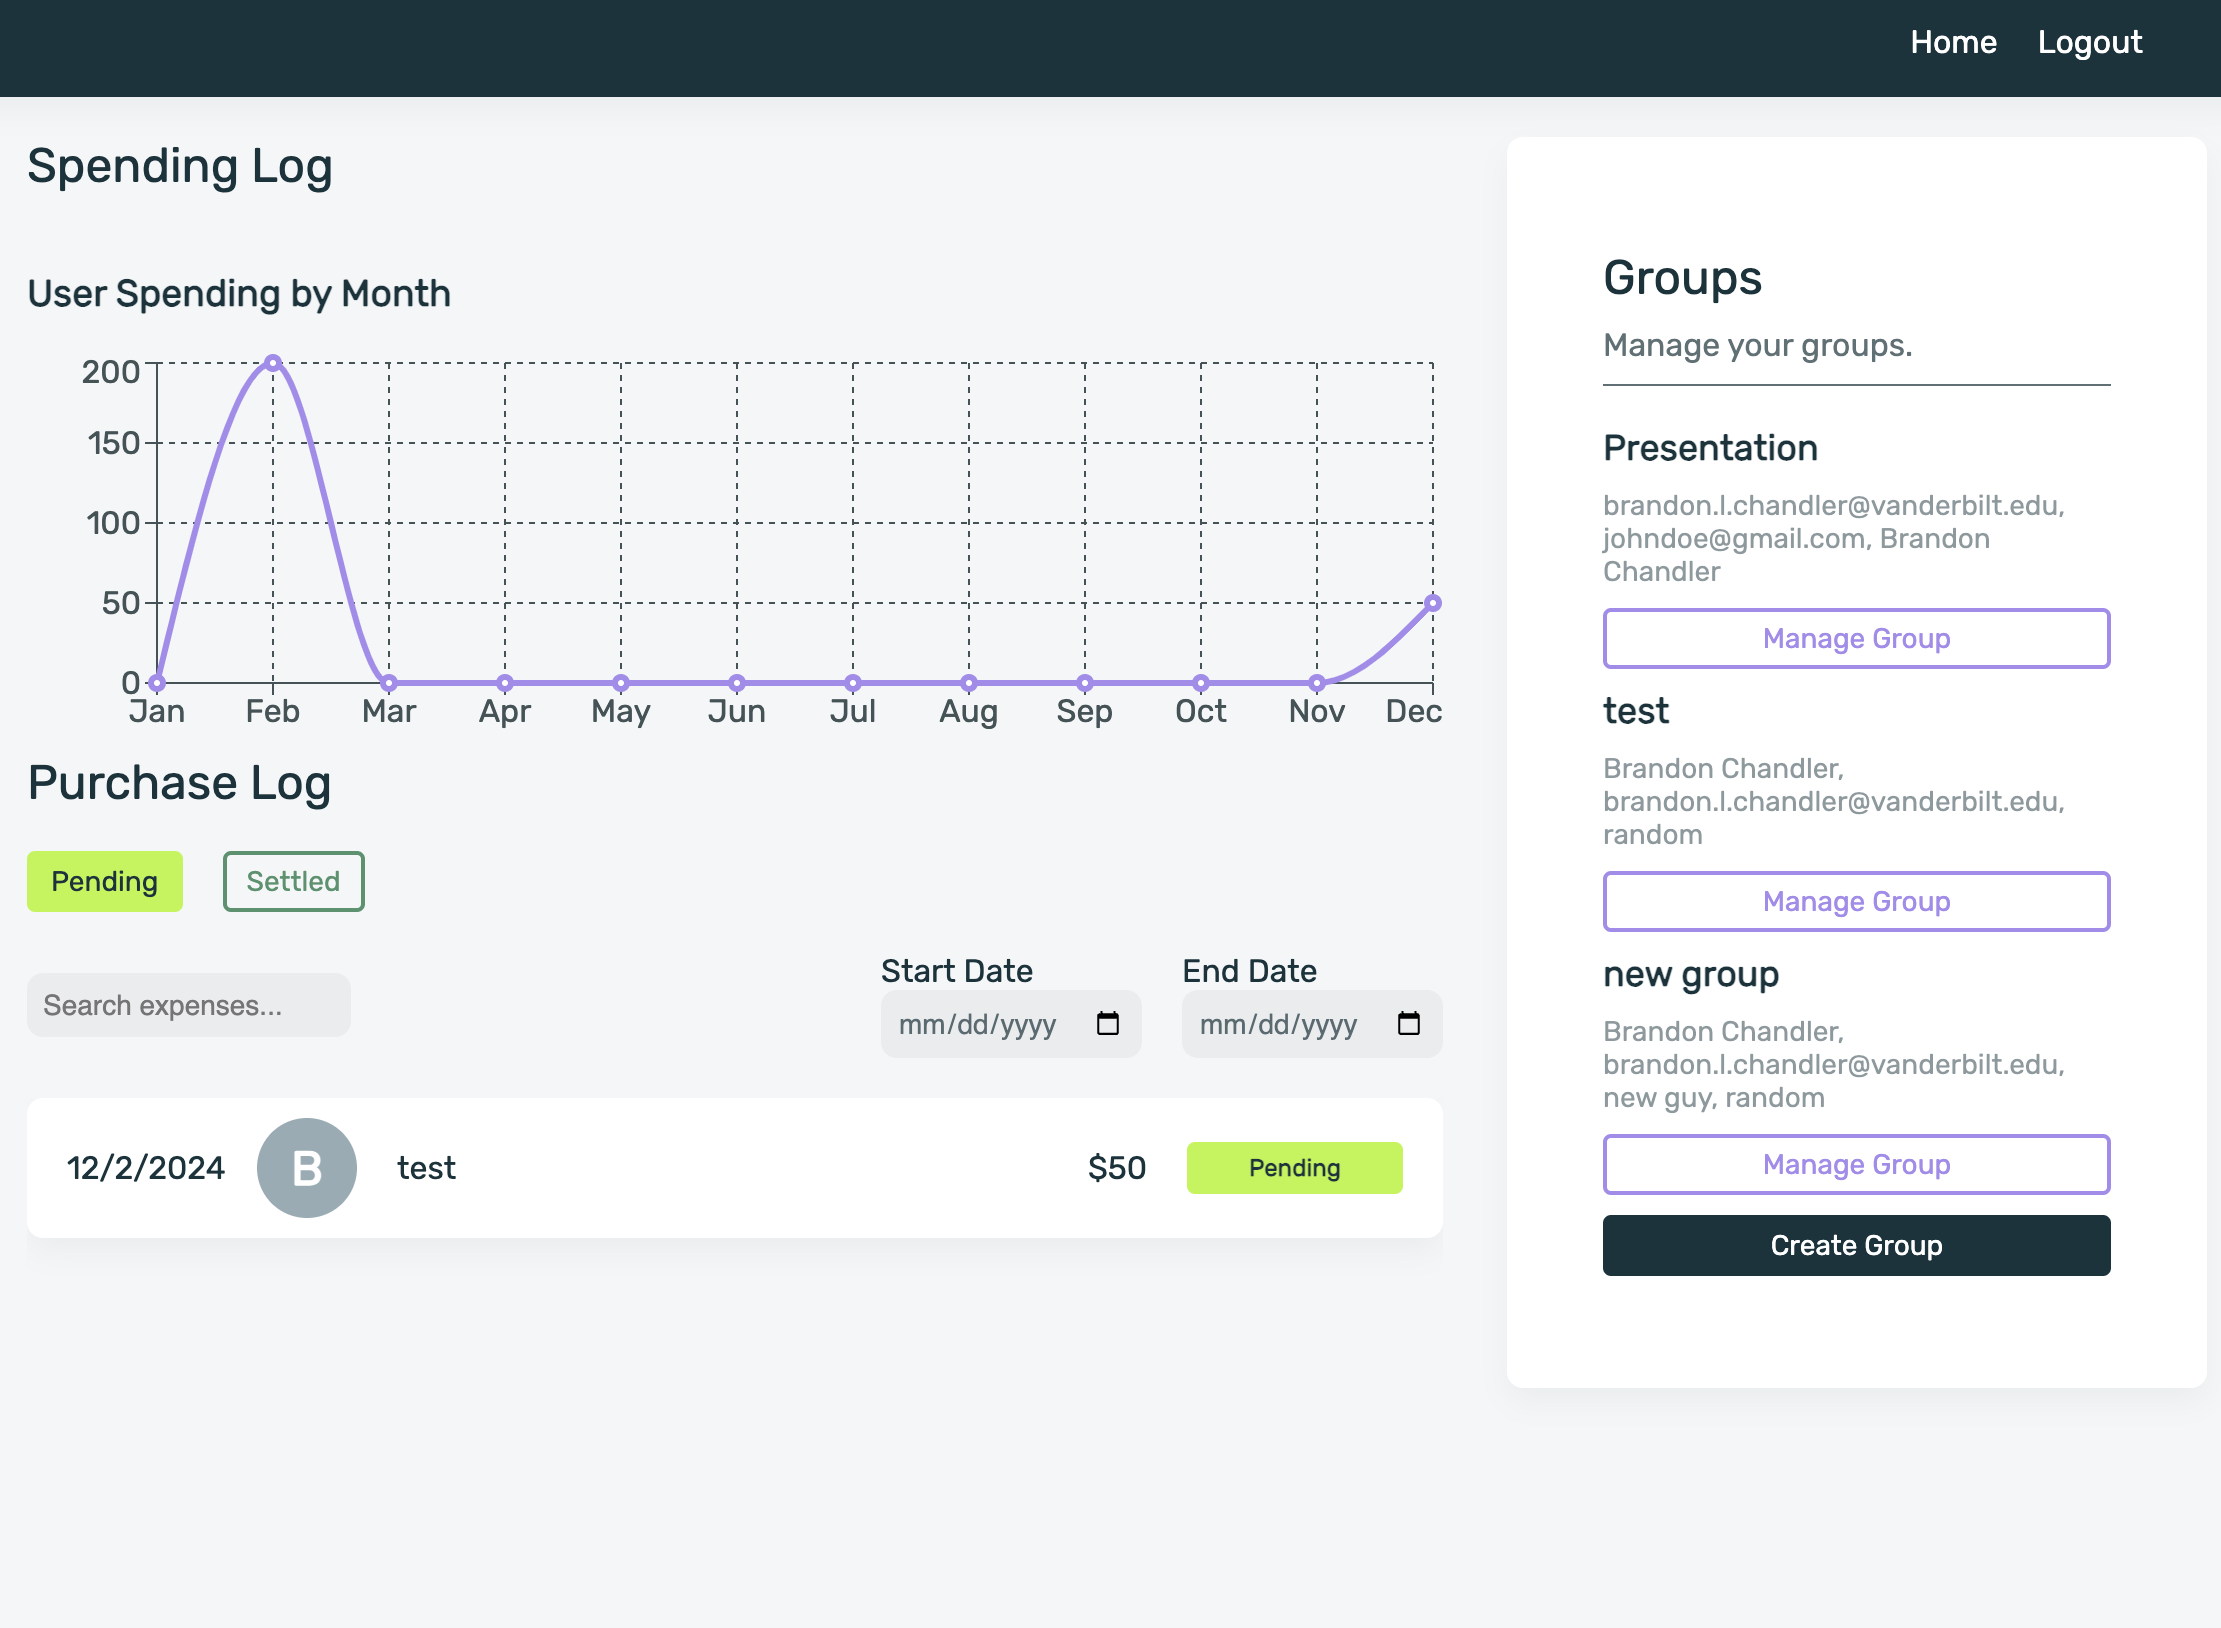 Home Logout
Spending Log
User Spending by Month
200
150
100
50
0
Jan Feb Mar Apr May Jun Jul Aug Sep Oct Nov Dec
Purchase Log
Pending Settled
Start Date End Date
Search expenses...
mm/dd/yyyy mm/dd/yyyy
12/2/2024 B test $50 Pending
Groups
Manage your groups.
Presentation
brandon.l.chandler@vanderbilt.edu,
johndoe@gmail.com, Brandon
Chandler
Manage Group
test
Brandon Chandler,
brandon.l.chandler@vanderbilt.edu,
random
Manage Group
new group
Brandon Chandler,
brandon.l.chandler@vanderbilt.edu,
new guy, random
Manage Group
Create Group